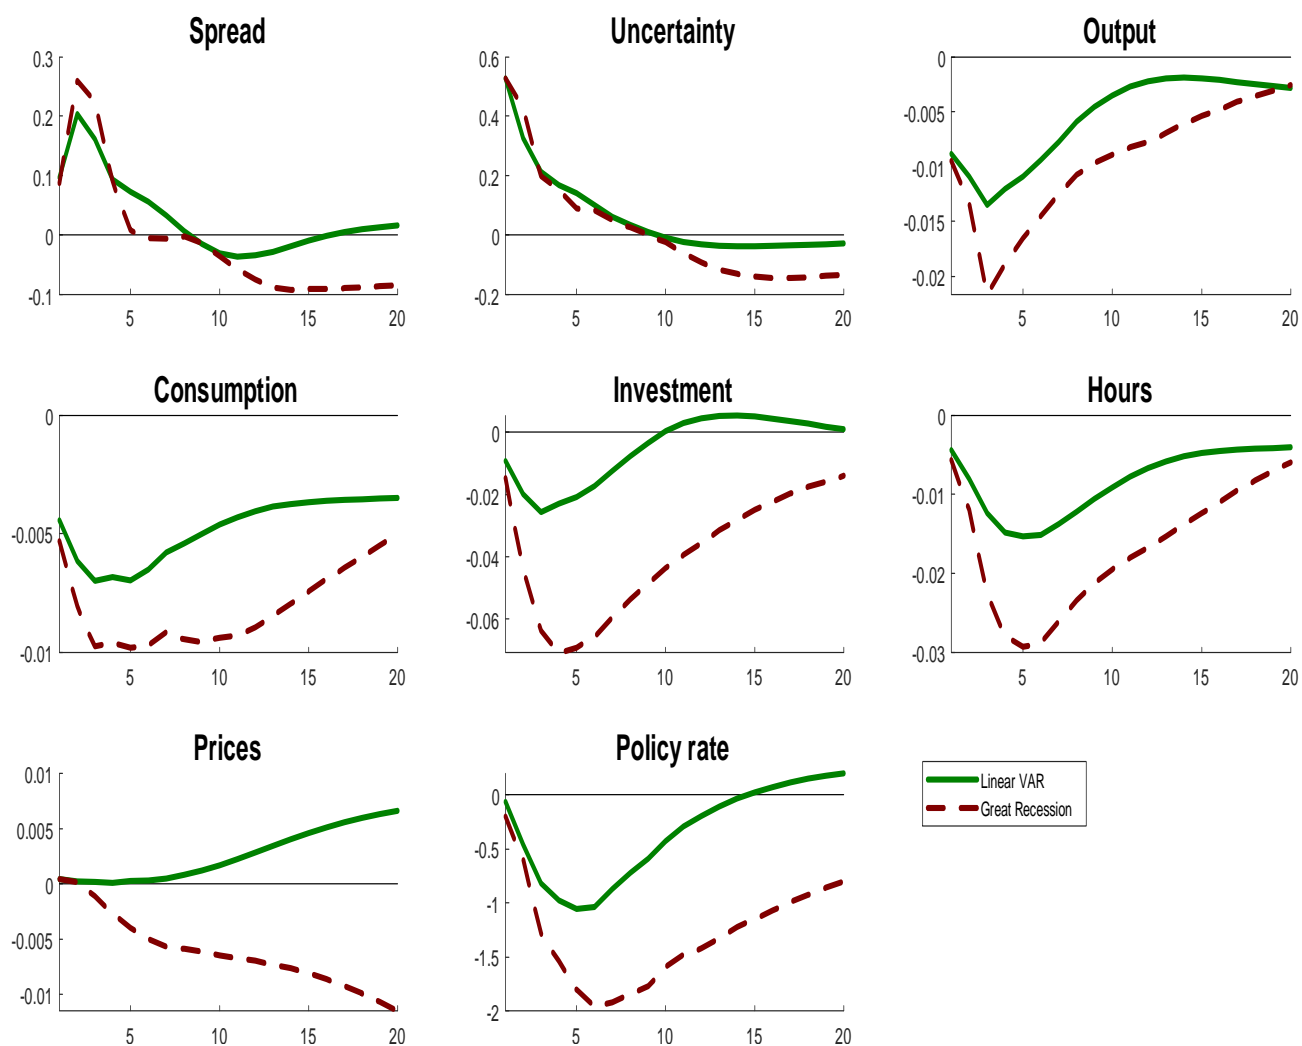 Spread
0.3
0.2
0.1
0
-0.1
5 10 15 20
Uncertainty
0.6
0.4
0.2
0
-0.2
5 10 15 20
Output
0
-0.005
-0.01
-0.015
-0.02
5 10 15 20
Consumption
0
-0.005
-0.01
5 10 15 20
Investment
0
-0.02
-0.04
-0.06
5 10 15 20
Hours
0
-0.01
-0.02
-0.03
5 10 15 20
Prices
0.01
0.005
0
-0.005
-0.01
5 10 15 20
Policy rate
0
-0.5
-1
-1.5
-2
5 10 15 20
Linear VAR
Great Recession